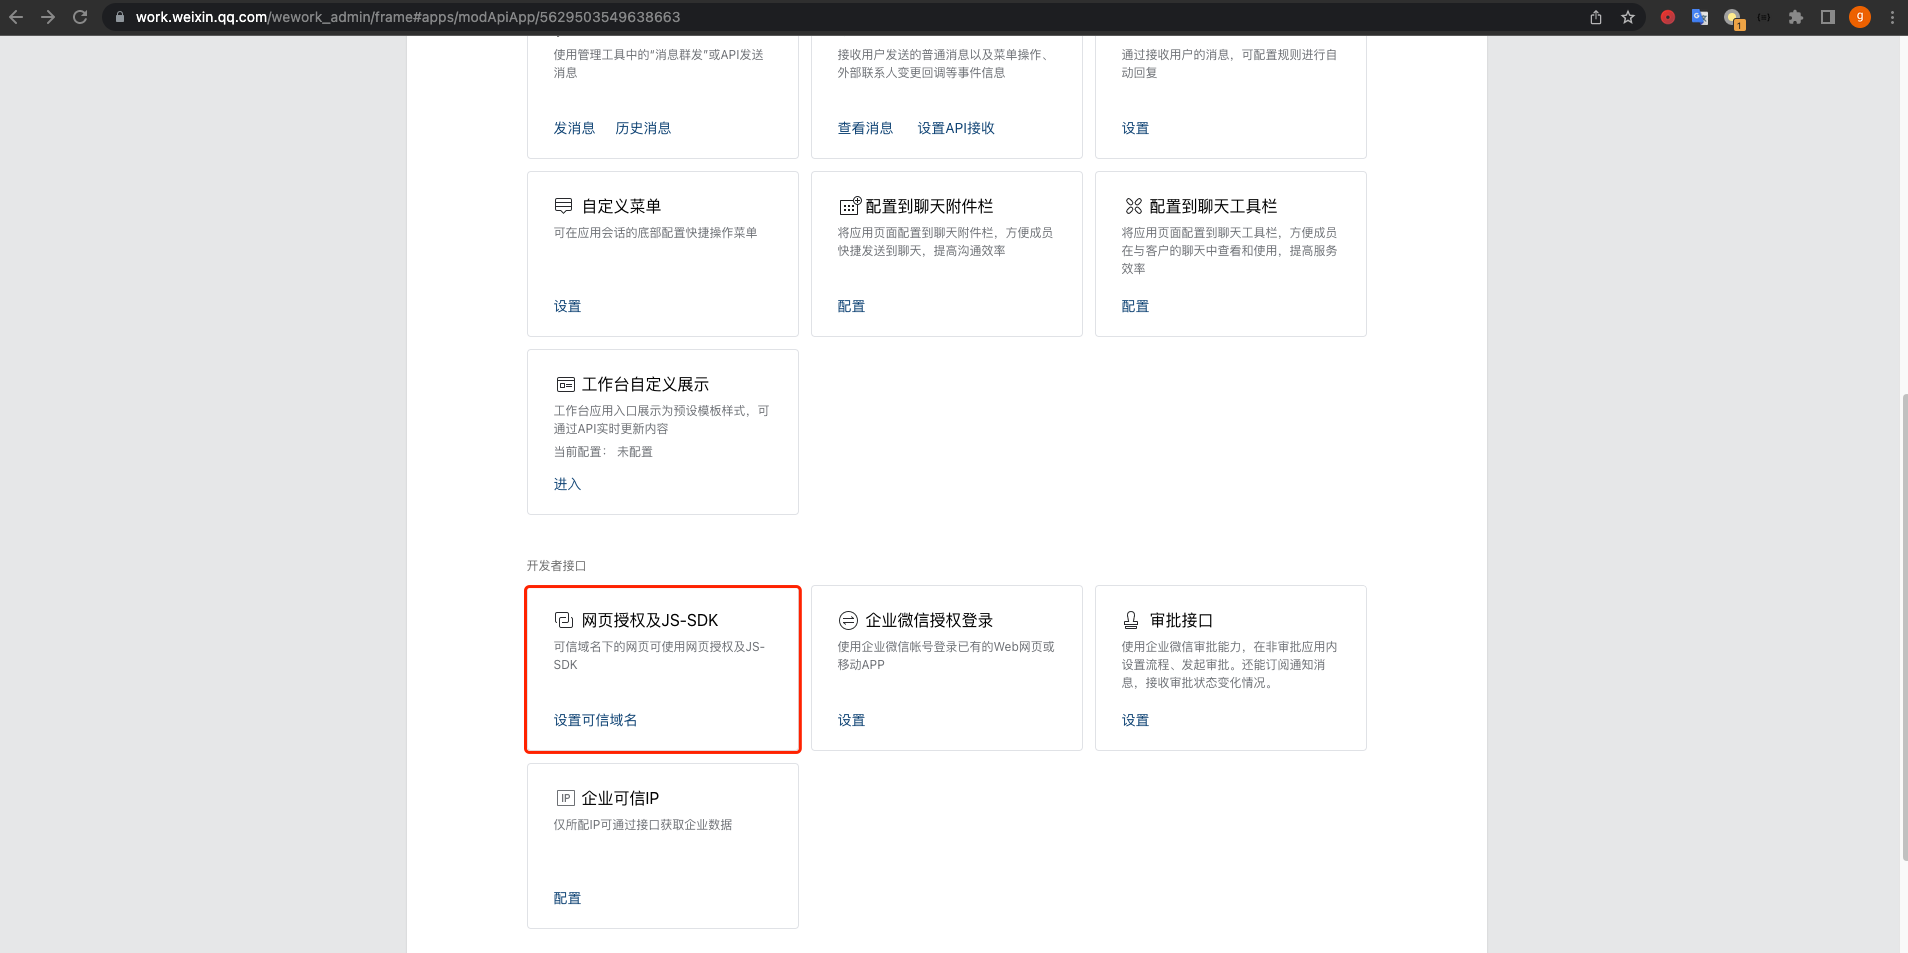 work.weixin.qq.com/wework_admin/frame#apps/modApiApp/5629503549638663
1
g
使用管理工具中的“消息群发”或API发送
消息
发消息 历史消息
接收用户发送的普通消息以及菜单操作、
外部联系人变更回调等事件信息
查看消息 设置API接收
通过接收用户的消息，可配置规则进行自
动回复
设置
自定义菜单
可在应用会话的底部配置快捷操作菜单
设置
配置到聊天附件栏
将应用页面配置到聊天附件栏，方便成员
快捷发送到聊天，提高沟通效率
配置
配置到聊天工具栏
将应用页面配置到聊天工具栏，方便成员
在与客户的聊天中查看和使用，提高服务
效率
配置
工作台自定义展示
工作台应用入口展示为预设模板样式，可
通过API实时更新内容
当前配置： 未配置
进入
开发者接口
网页授权及JS-SDK
可信域名下的网页可使用网页授权及JS-
SDK
设置可信域名
企业微信授权登录
使用企业微信帐号登录已有的Web网页或
移动APP
设置
审批接口
使用企业微信审批能力，在非审批应用内
设置流程、发起审批。还能订阅通知消
息，接收审批状态变化情况。
设置
IP 企业可信IP
仅所配IP可通过接口获取企业数据
配置